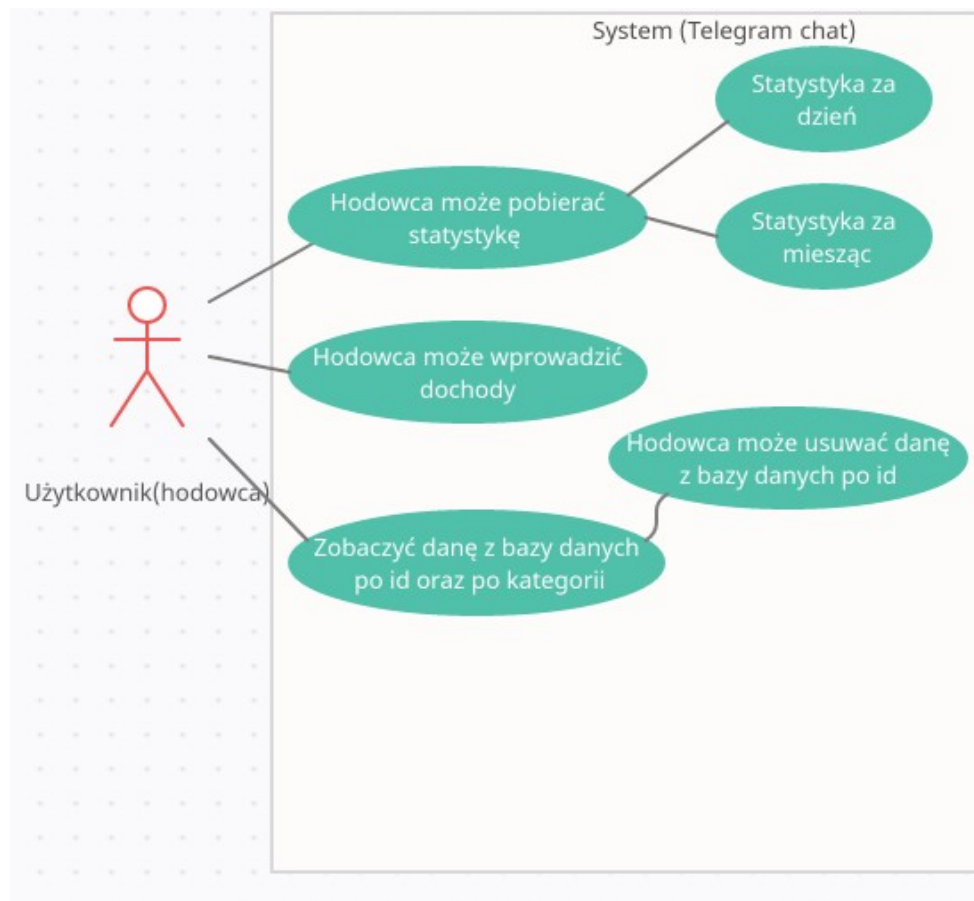 System (Telegram chat)
Statystyka za
dzień
Hodowca może pobierać
statystykę
Statystyka za
miesząc
Hodowca może wprowadzić
dochody
Hodowca może usuwać danę
z bazy danych po id
Użytkownik(hodowca)
Zobaczyć danę z bazy danych
po id oraz po kategorii